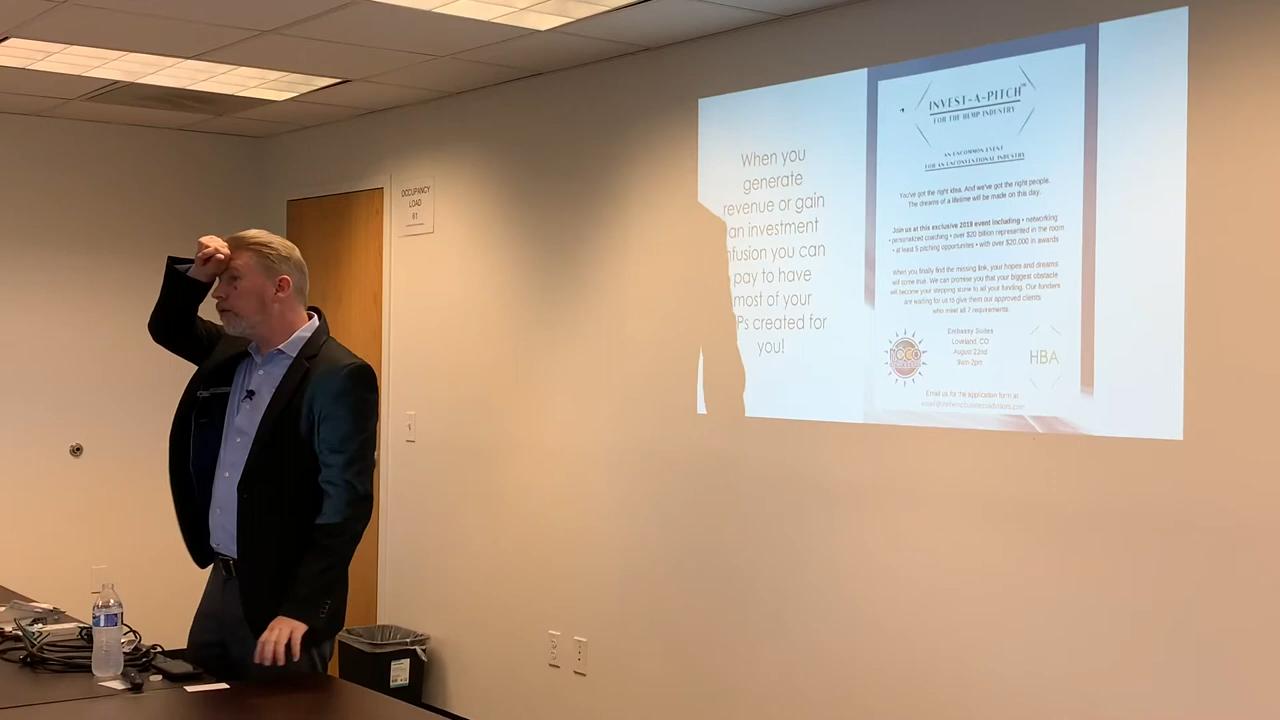 OCCUPANCY
LOAD
61
When you
generate
revenue or gain
an investment
infusion you can
pay to have
most of your
Ps created for
you!
INVEST-A-PITCH
FOR THE HEMP INDUSTRY
AN UNCOMMON EVENT
FOR AN UNCONVENTIONAL INDUSTRY
You've got the right idea. And we've got the right people.
The dreams of a lifetime will be made on this day.
Join us at this exclusive 2019 event including • networking
• personalized coaching • over $20 billion represented in the room
• at least 5 pitching opportunites • with over $20,000 in awards
When you finally find the missing link, your hopes and dreams
will come true. We can promise you that your biggest obstacle
will become your stepping stone to all your funding. Our funders
are waiting for us to give them our approved clients
who meet all 7 requirements.
Embassy Suites
Loveland, CO
August 22nd
9am-2pm
HBA
Email us for the application form at